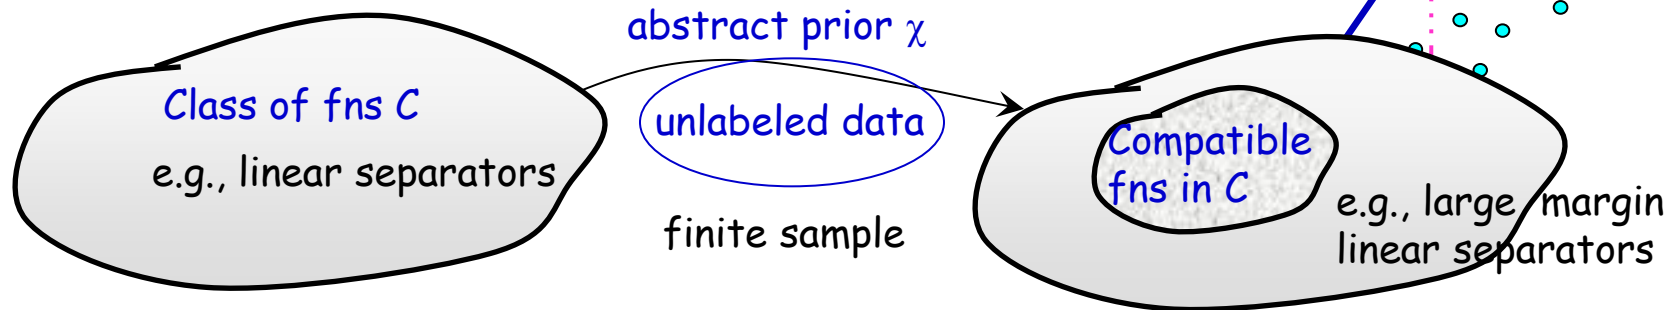 abstract prior χ
Class of fns C
e.g., linear separators
unlabeled data
finite sample
Compatible
fns in C
e.g., large margin
linear separators